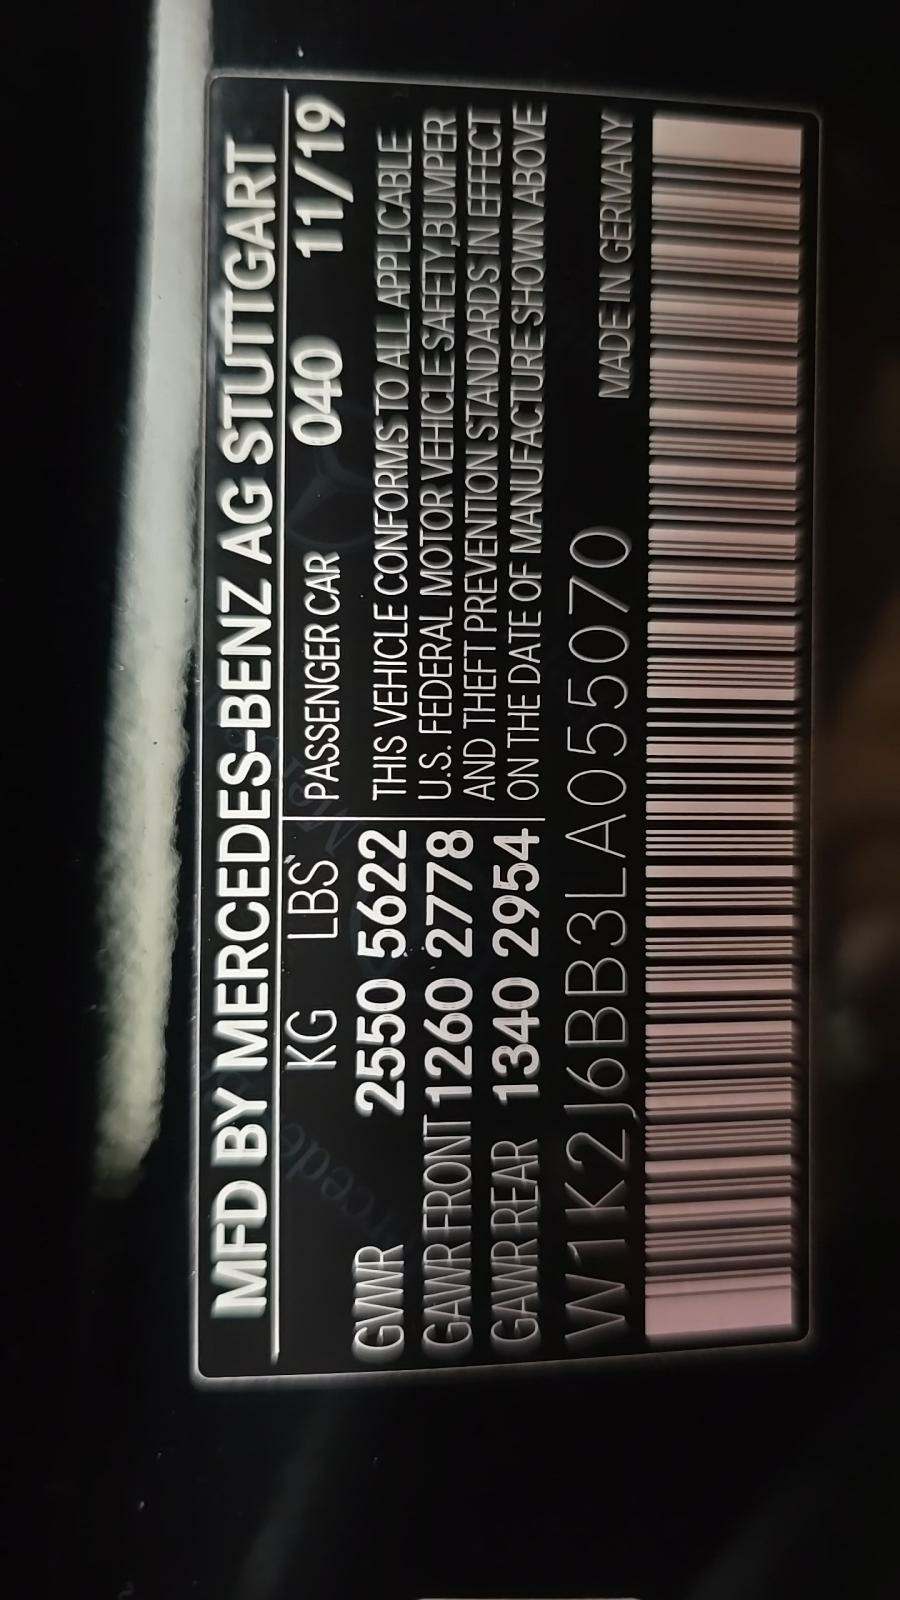 MFD BY MERCEDES-BENZ AG STUTTGART
KG LBS PASSENGER CAR 040 11/19
GWR 2550 5622 THIS VEHICLE CONFORMS TO ALL APPLICABLE
GAWR FRONT 1260 2778 U.S. FEDERAL MOTOR VEHICLE SAFETY, BUMPER
GAWR REAR 1340 2954 AND THEFT PREVENTION STANDARDS IN EFFECT
ON THE DATE OF MANUFACTURE SHOWN ABOVE
W1K2J6BB3LA055070 MADE IN GERMANY